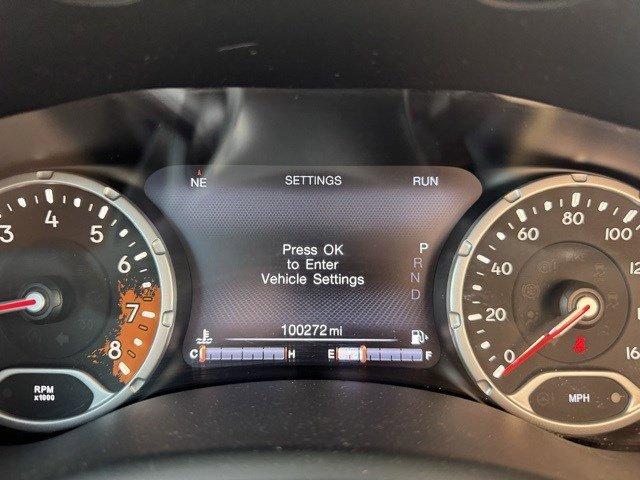 NE SETTINGS RUN
Press OK
to Enter
Vehicle Settings
P
R
N
D
100272 mi
C H E F
3 4 5 6 7 8
RPM
x1000
0 20 40 60 80 100
MPH